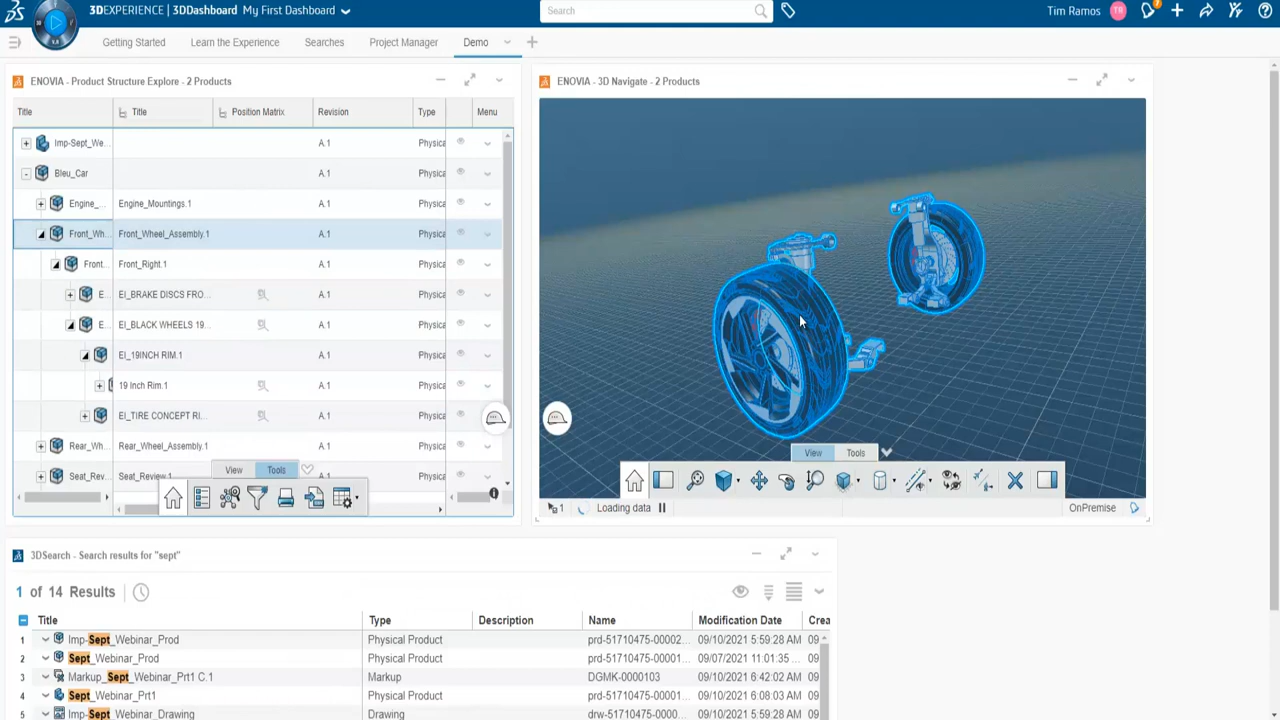 3DEXPERIENCE | 3DDashboard My First Dashboard
Search
Tim Ramos TR
Getting Started Learn the Experience Searches Project Manager Demo
ENOVIA - Product Structure Explore - 2 Products
Title Title Position Matrix Revision Type Menu
Imp-Sept_We... A.1 Physica
Bleu_Car A.1 Physica
Engine_... Engine_Mountings.1 A.1 Physica
Front_Wh... Front_Wheel_Assembly.1 A.1 Physica
Front Front_Right.1 A.1 Physica
E EI_BRAKE DISCS FRO... A.1 Physica
E EI_BLACK WHEELS 19... A.1 Physica
EI_19INCH RIM.1 A.1 Physica
19 Inch Rim.1 A.1 Physica
EI_TIRE CONCEPT RI... A.1 Physica
Rear_Wh... Rear_Wheel_Assembly.1 A.1 Physica
Seat_Rev... Seat_Review.1 A.1 Physica
View Tools
ENOVIA - 3D Navigate - 2 Products
View Tools
1 Loading data OnPremise
3DSearch - Search results for "sept"
1 of 14 Results
Title Type Description Name Modification Date Crea
1 Imp-Sept_Webinar_Prod Physical Product prd-51710475-00002... 09/10/2021 5:59:28 AM 09
2 Sept_Webinar_Prod Physical Product prd-51710475-00001... 09/07/2021 11:01:35 ... 09
3 Markup_Sept_Webinar_Prt1 C.1 Markup DGMK-0000103 09/10/2021 6:42:02 AM 09
4 Sept_Webinar_Prt1 Physical Product prd-51710475-00001... 09/10/2021 6:08:03 AM 09
5 Imp-Sept_Webinar_Drawing Drawing drw-51710475-0000... 09/10/2021 5:59:28 AM 09